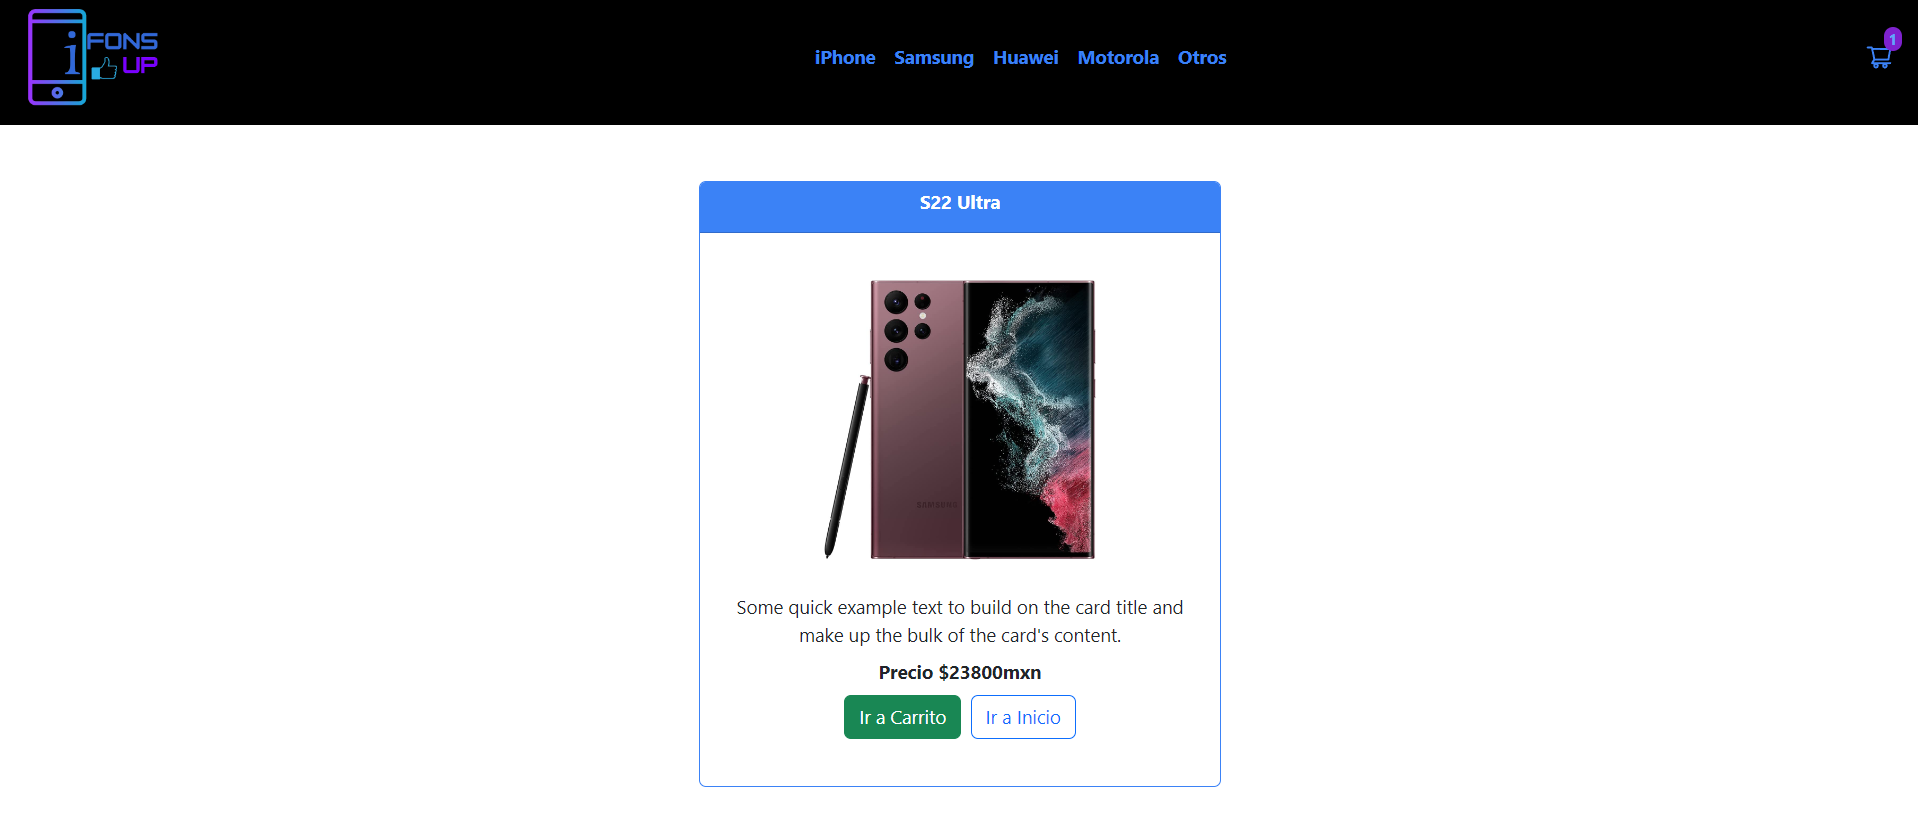 i FONS
UP
iPhone Samsung Huawei Motorola Otros
1
S22 Ultra
SAMSUNG
Some quick example text to build on the card title and
make up the bulk of the card's content.
Precio $23800mxn
Ir a Carrito Ir a Inicio